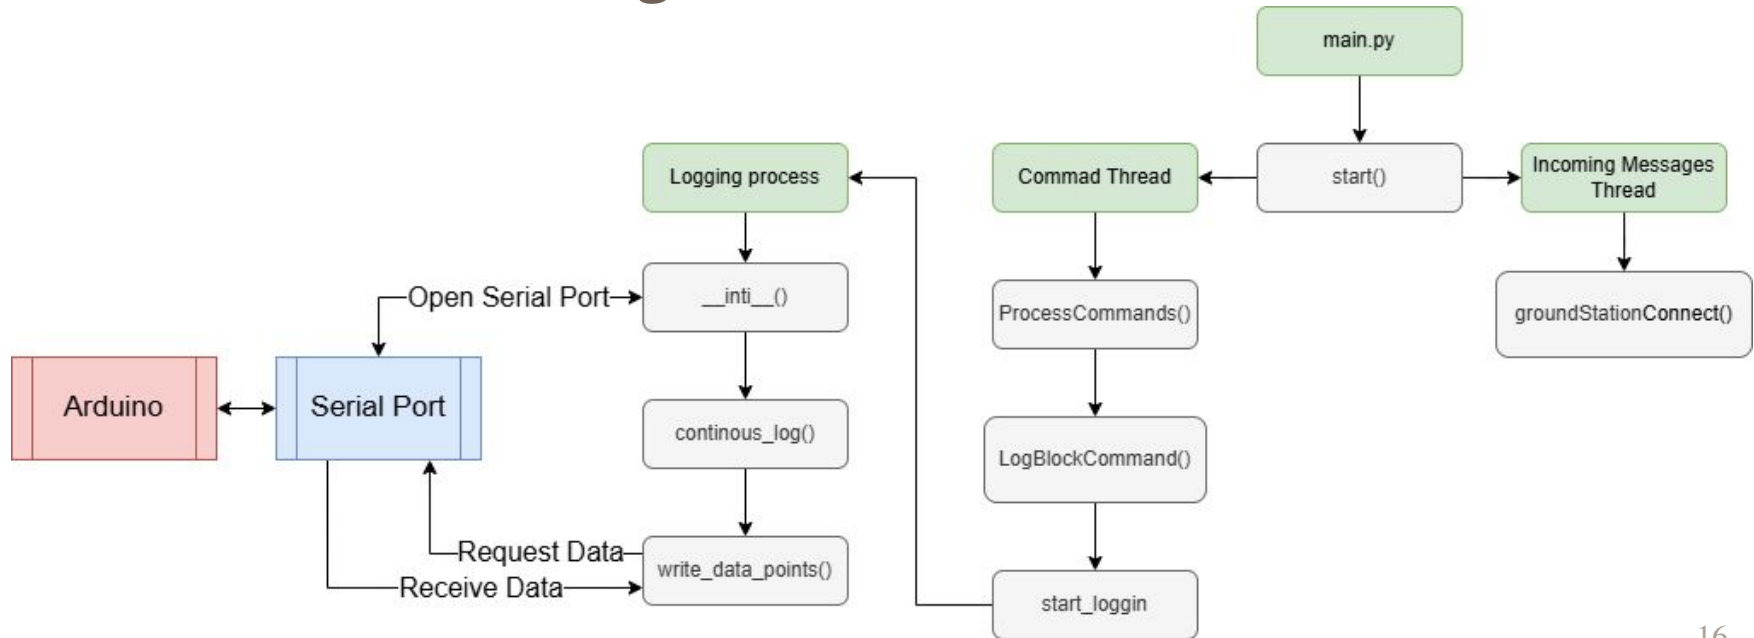 main.py
Logging process
Commad Thread
start()
Incoming Messages
Thread
Open Serial Port
__inti__()
ProcessCommands()
groundStationConnect()
Arduino
Serial Port
continous_log()
LogBlockCommand()
Request Data
write_data_points()
Receive Data
start_loggin
16